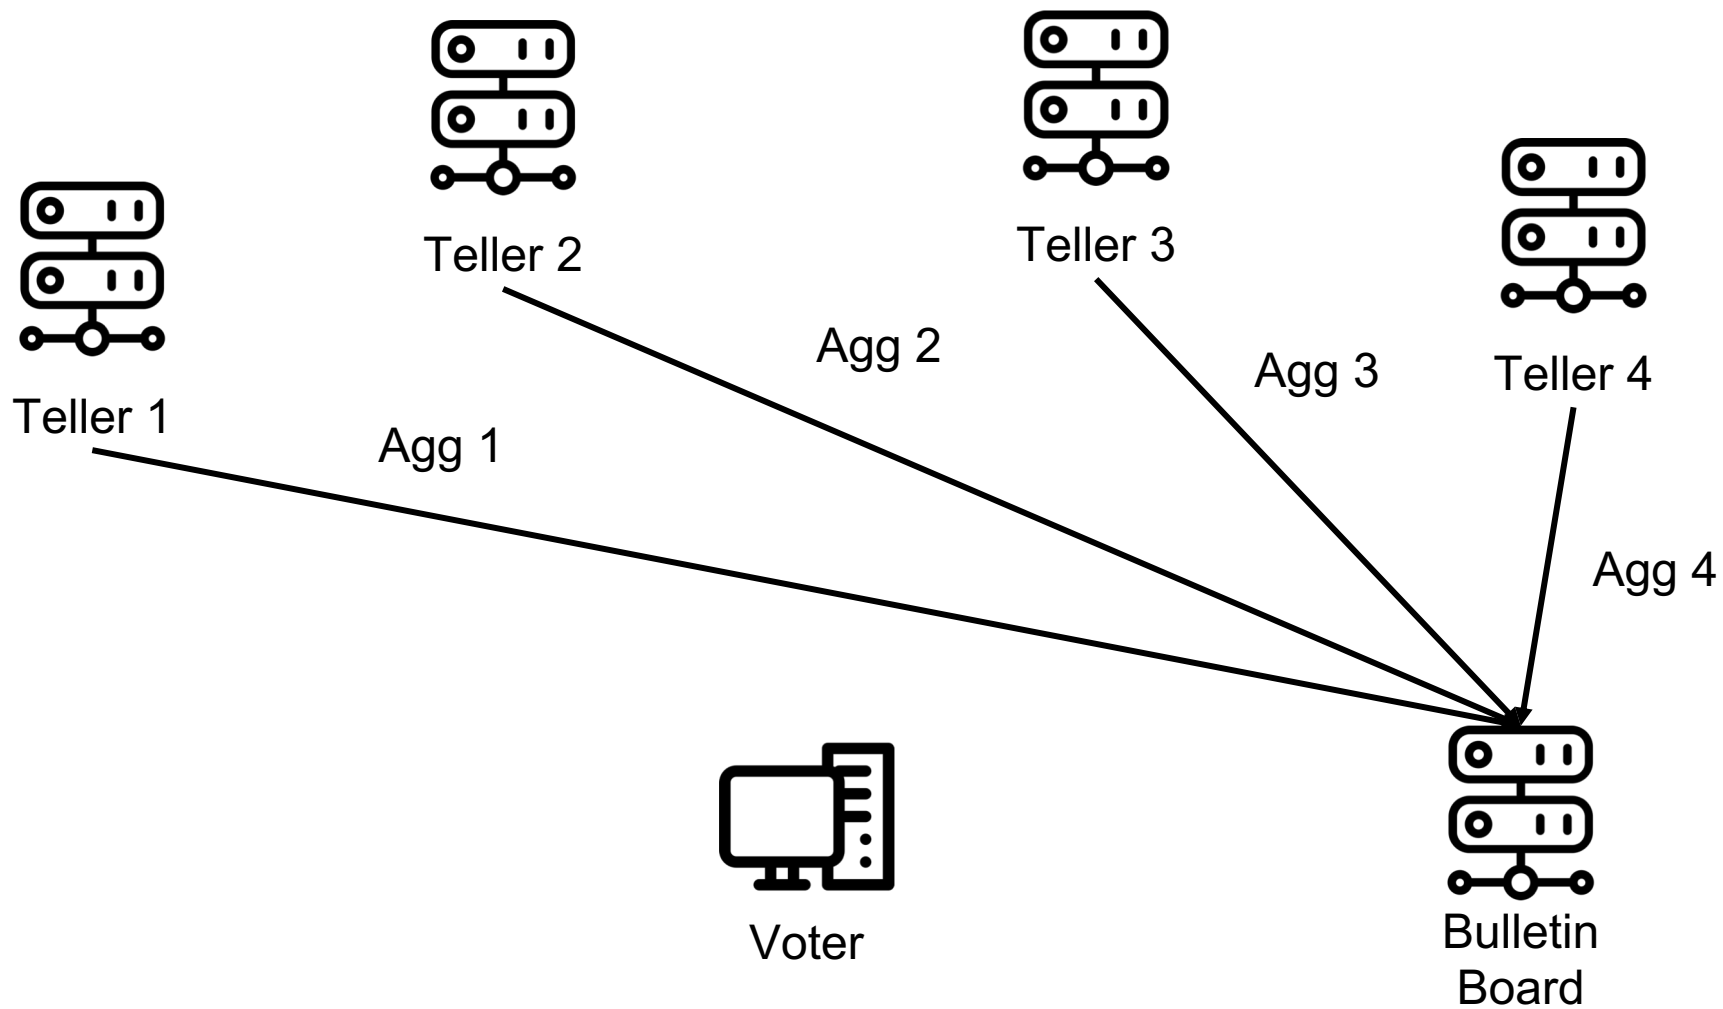 Teller 1
Teller 2
Teller 3
Teller 4
Agg 1
Agg 2
Agg 3
Agg 4
Voter
Bulletin
Board